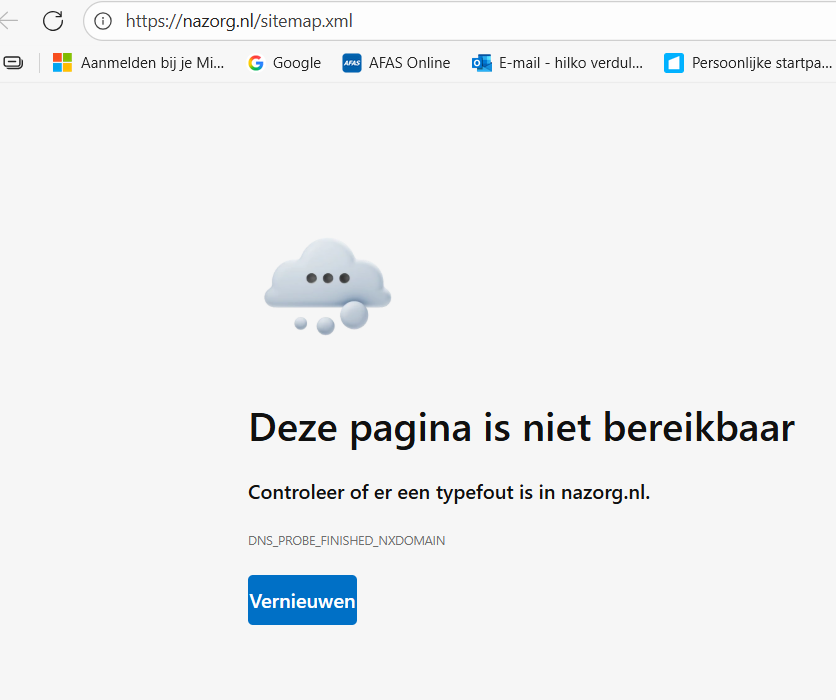 https://nazorg.nl/sitemap.xml
Aanmelden bij je Mi... Google AFAS AFAS Online E-mail - hilko verdul... Persoonlijke startpa...
Deze pagina is niet bereikbaar
Controleer of er een typefout is in nazorg.nl.
DNS_PROBE_FINISHED_NXDOMAIN
Vernieuwen